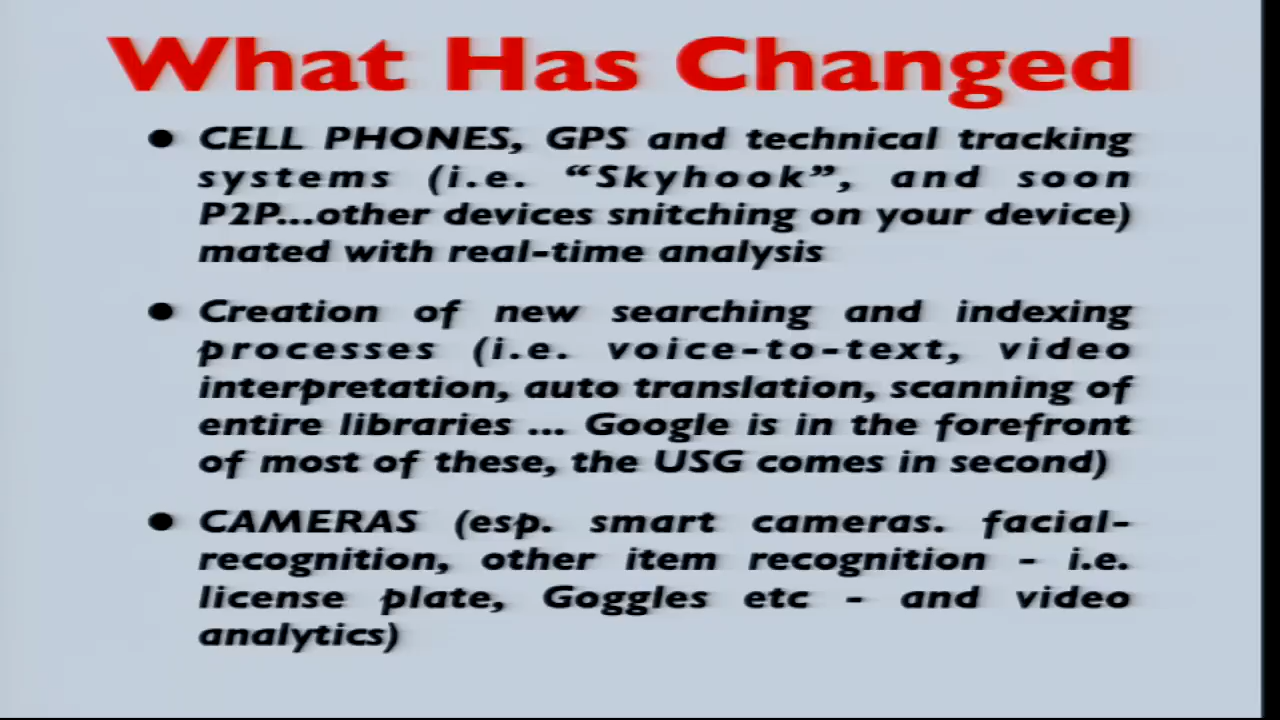 What Has Changed
● CELL PHONES, GPS and technical tracking
systems (i.e. “Skyhook”, and soon
P2P...other devices snitching on your device)
mated with real-time analysis
● Creation of new searching and indexing
processes (i.e. voice-to-text, video
interpretation, auto translation, scanning of
entire libraries ... Google is in the forefront
of most of these, the USG comes in second)
● CAMERAS (esp. smart cameras. facial-
recognition, other item recognition - i.e.
license plate, Goggles etc - and video
analytics)